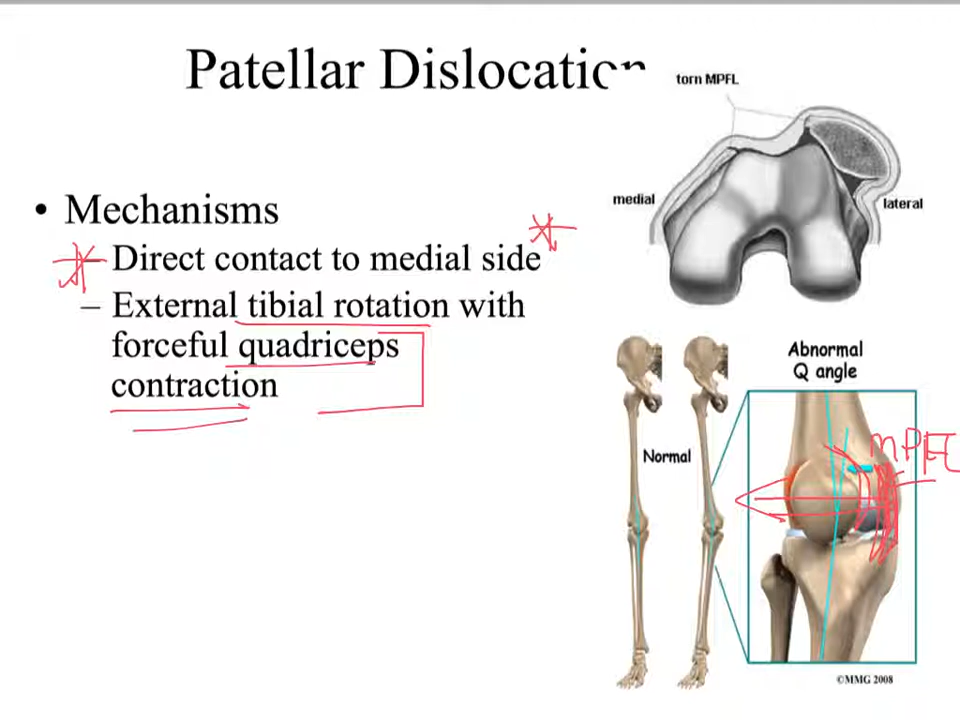 Patellar Dislocation
torn MPFL
medial
lateral
• Mechanisms
– Direct contact to medial side
– External tibial rotation with
forceful quadriceps
contraction
Abnormal
Q angle
Normal
MPFL
©MMG 2008